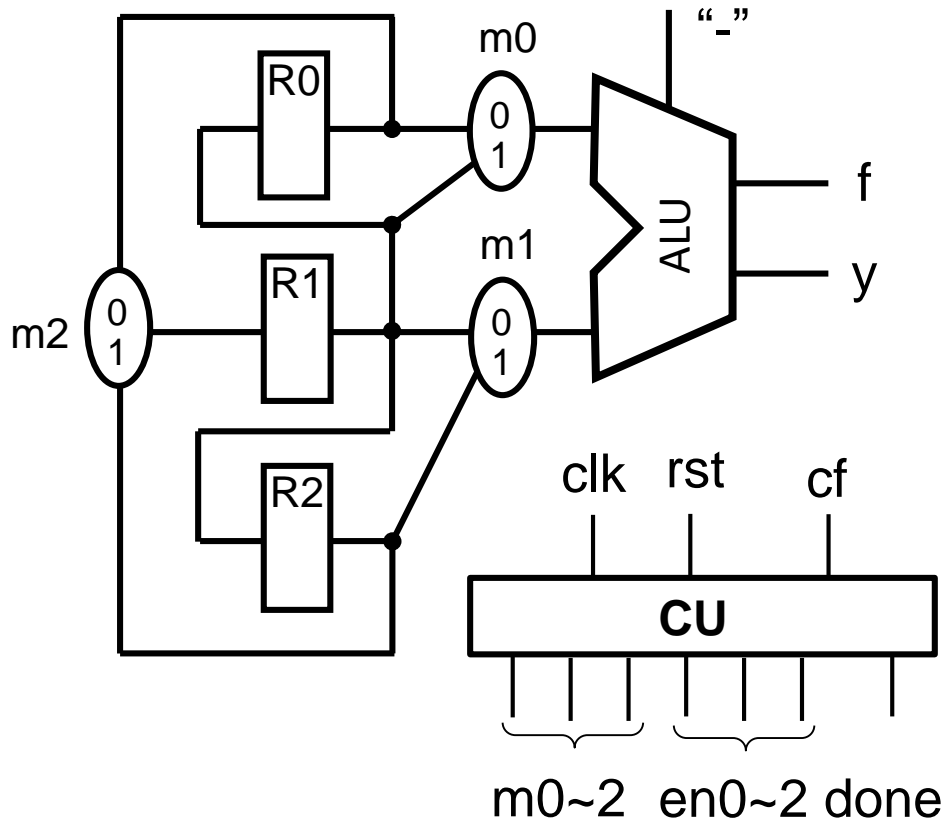 “-”
m0
R0
0
1
f
ALU
m1
R1
y
m2
0
1
0
1
R2
clk
rst
cf
CU
m0~2
en0~2
done